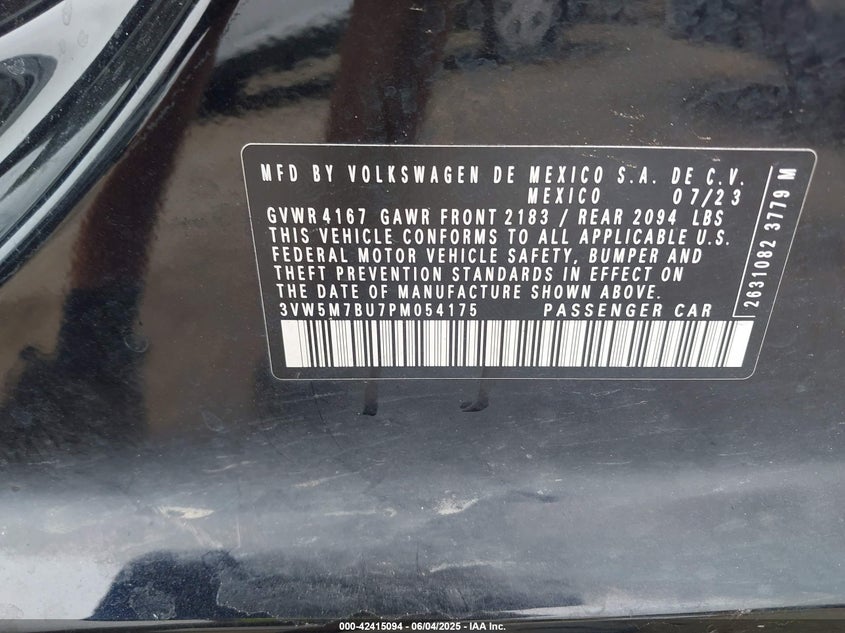 MFD BY VOLKSWAGEN DE MEXICO S.A. DE C.V.
MEXICO 07/23
GVWR 4167 GAWR FRONT 2183 / REAR 2094 LBS
THIS VEHICLE CONFORMS TO ALL APPLICABLE U.S.
FEDERAL MOTOR VEHICLE SAFETY, BUMPER AND
THEFT PREVENTION STANDARDS IN EFFECT ON
THE DATE OF MANUFACTURE SHOWN ABOVE.
3VW5M7BU7PM054175 PASSENGER CAR
2631082 3779 M
000-42415094 - 06/04/2025 - IAA Inc.